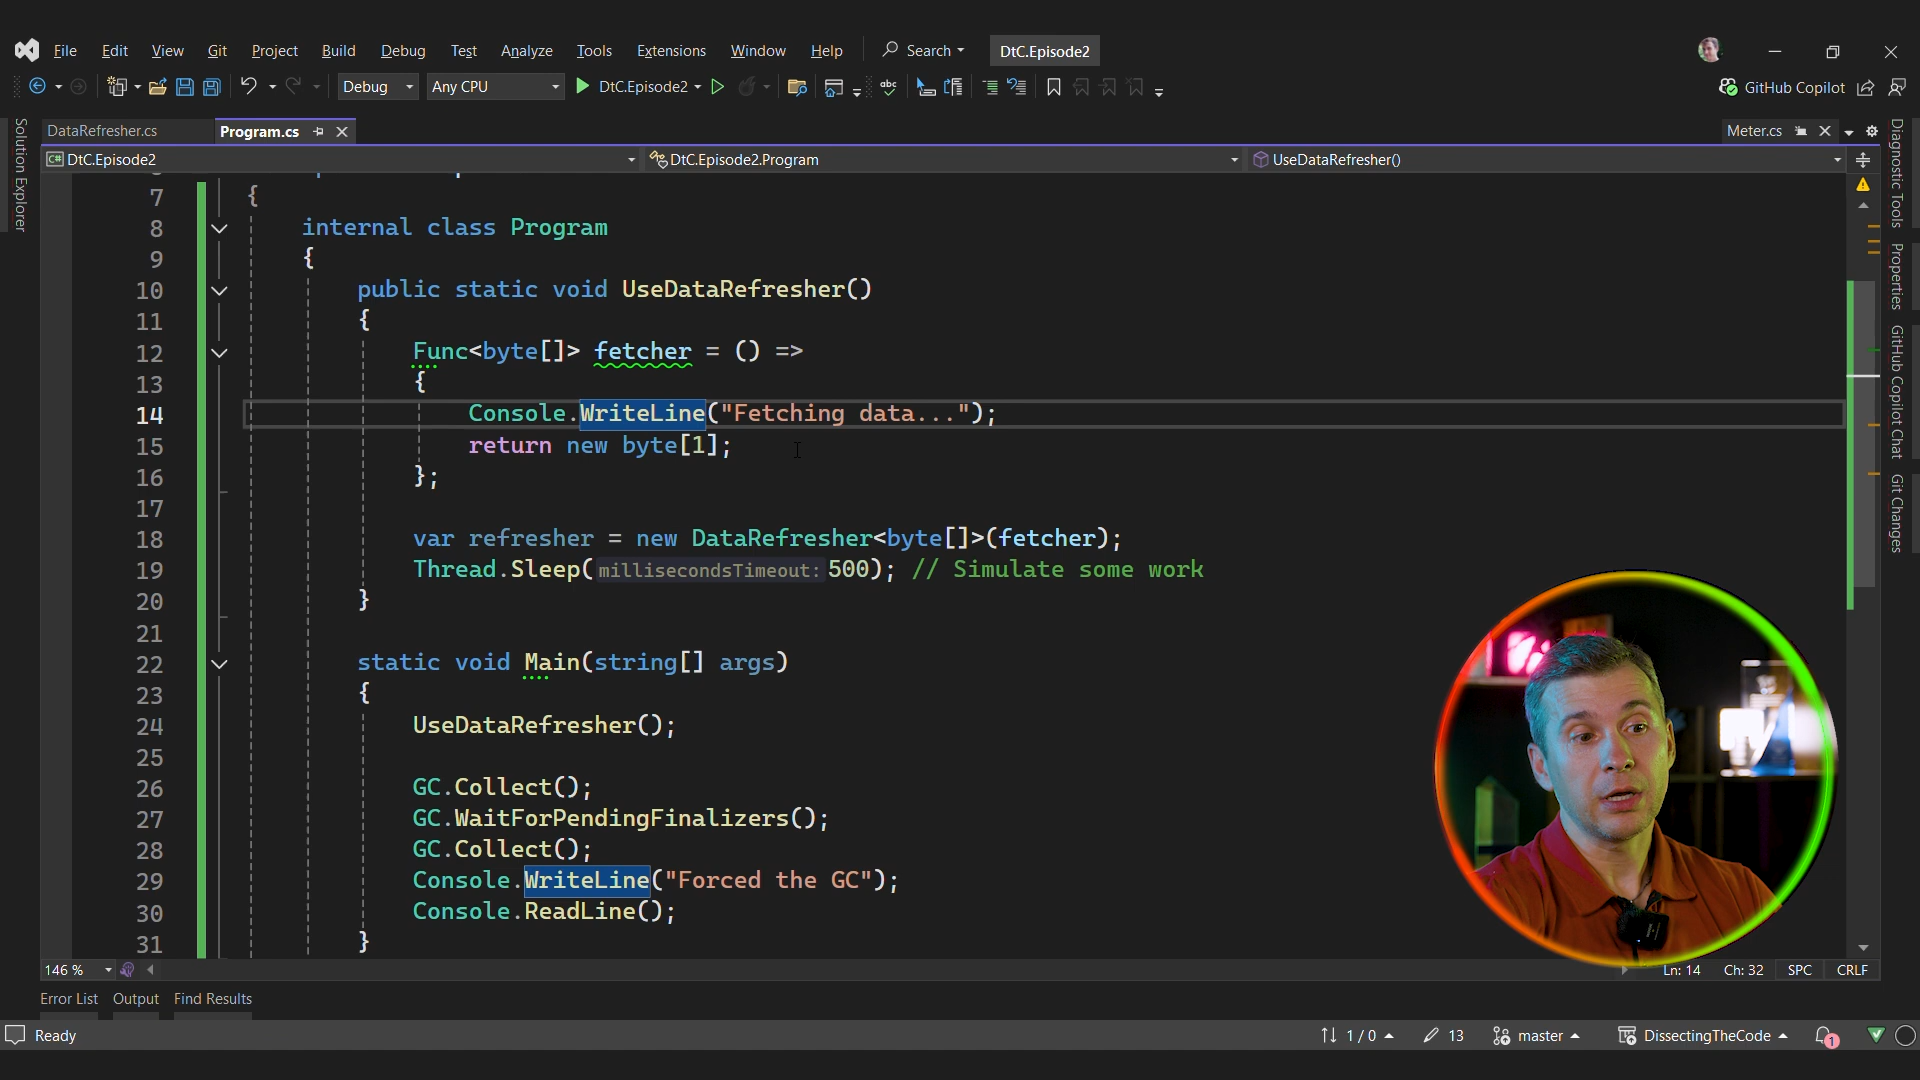 File Edit View Git Project Build Debug Test Analyze Tools Extensions Window Help Search DtC.Episode2
Debug Any CPU DtC.Episode2 GitHub Copilot
DataRefresher.cs Program.cs Meter.cs
DtC.Episode2 DtC.Episode2.Program UseDataRefresher()
Solution Explorer
7 {
8 internal class Program
9 {
10 public static void UseDataRefresher()
11 {
12 Func<byte[]> fetcher = () =>
13 {
14 Console.WriteLine("Fetching data...");
15 return new byte[1];
16 };
17
18 var refresher = new DataRefresher<byte[]>(fetcher);
19 Thread.Sleep(millisecondsTimeout: 500); // Simulate some work
20 }
21
22 static void Main(string[] args)
23 {
24 UseDataRefresher();
25
26 GC.Collect();
27 GC.WaitForPendingFinalizers();
28 GC.Collect();
29 Console.WriteLine("Forced the GC");
30 Console.ReadLine();
31 }
Diagnostic Tools
Properties
GitHub Copilot Chat
Git Changes
146 % Ln: 14 Ch: 32 SPC CRLF
Error List Output Find Results
Ready 1 / 0 13 master DissectingTheCode 1